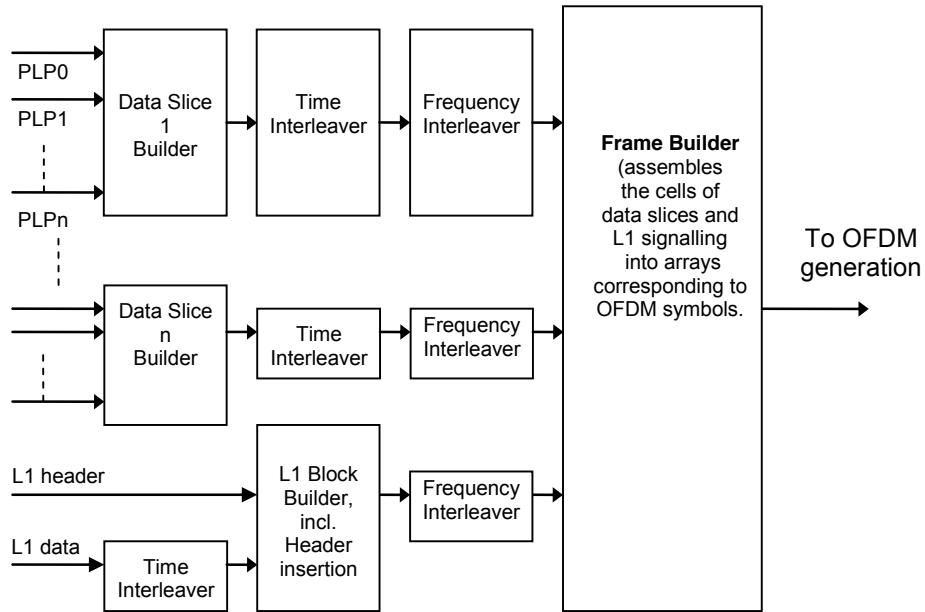 PLP0
PLP1
PLPn
Data Slice
1
Builder
Time
Interleaver
Frequency
Interleaver
Data Slice
n
Builder
Time
Interleaver
Frequency
Interleaver
L1 header
L1 data
Time
Interleaver
L1 Block
Builder,
incl.
Header
insertion
Frequency
Interleaver
Frame Builder
(assembles
the cells of
data slices and
L1 signalling
into arrays
corresponding to
OFDM symbols.
To OFDM
generation